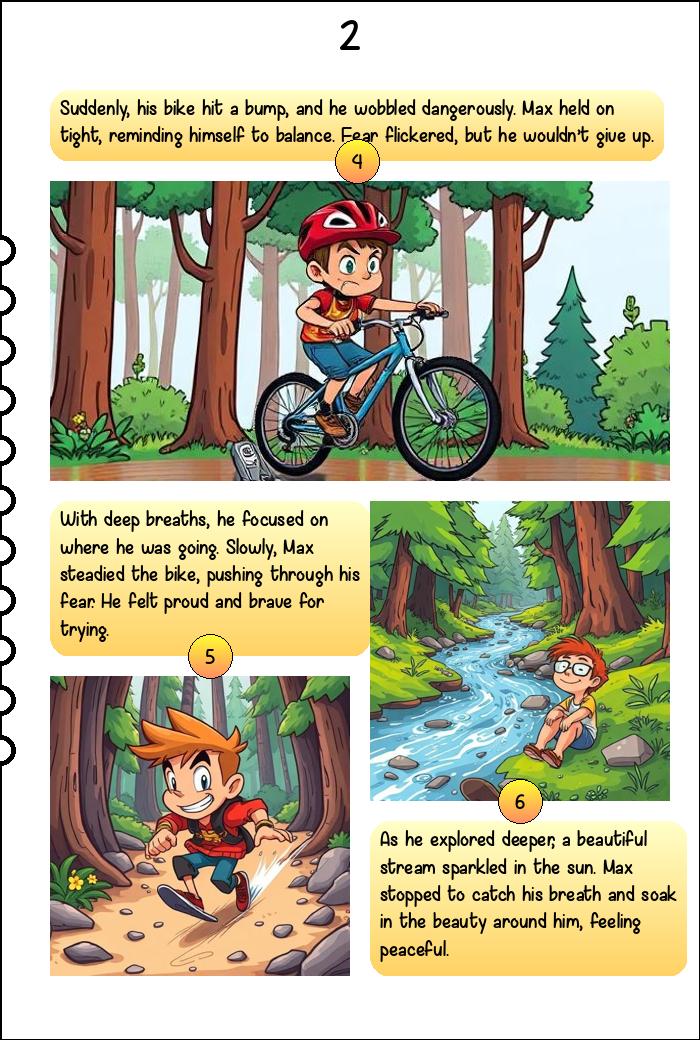 2
Suddenly, his bike hit a bump, and he wobbled dangerously. Max held on
tight, reminding himself to balance. Fear flickered, but he wouldn't give up.
4
With deep breaths, he focused on
where he was going. Slowly, Max
steadied the bike, pushing through his
fear. He felt proud and brave for
trying.
5
6
As he explored deeper, a beautiful
stream sparkled in the sun. Max
stopped to catch his breath and soak
in the beauty around him, feeling
peaceful.